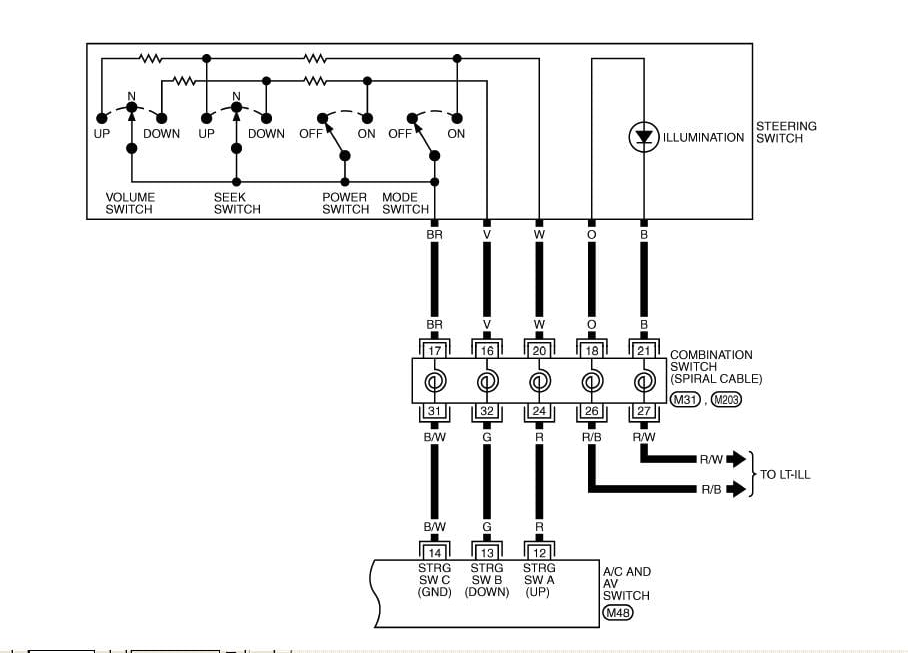 N N
UP DOWN UP DOWN OFF ON OFF ON
ILLUMINATION
STEERING
SWITCH
VOLUME
SWITCH
SEEK
SWITCH
POWER
SWITCH
MODE
SWITCH
BR V W O B
BR V W O B
17 16 20 18 21
COMBINATION
SWITCH
(SPIRAL CABLE)
M31 , M203
31 32 24 26 27
B/W G R R/B R/W
R/W
R/B
TO LT-ILL
B/W G R
14 13 12
STRG
SW C
(GND)
STRG
SW B
(DOWN)
STRG
SW A
(UP)
A/C AND
AV
SWITCH
M48